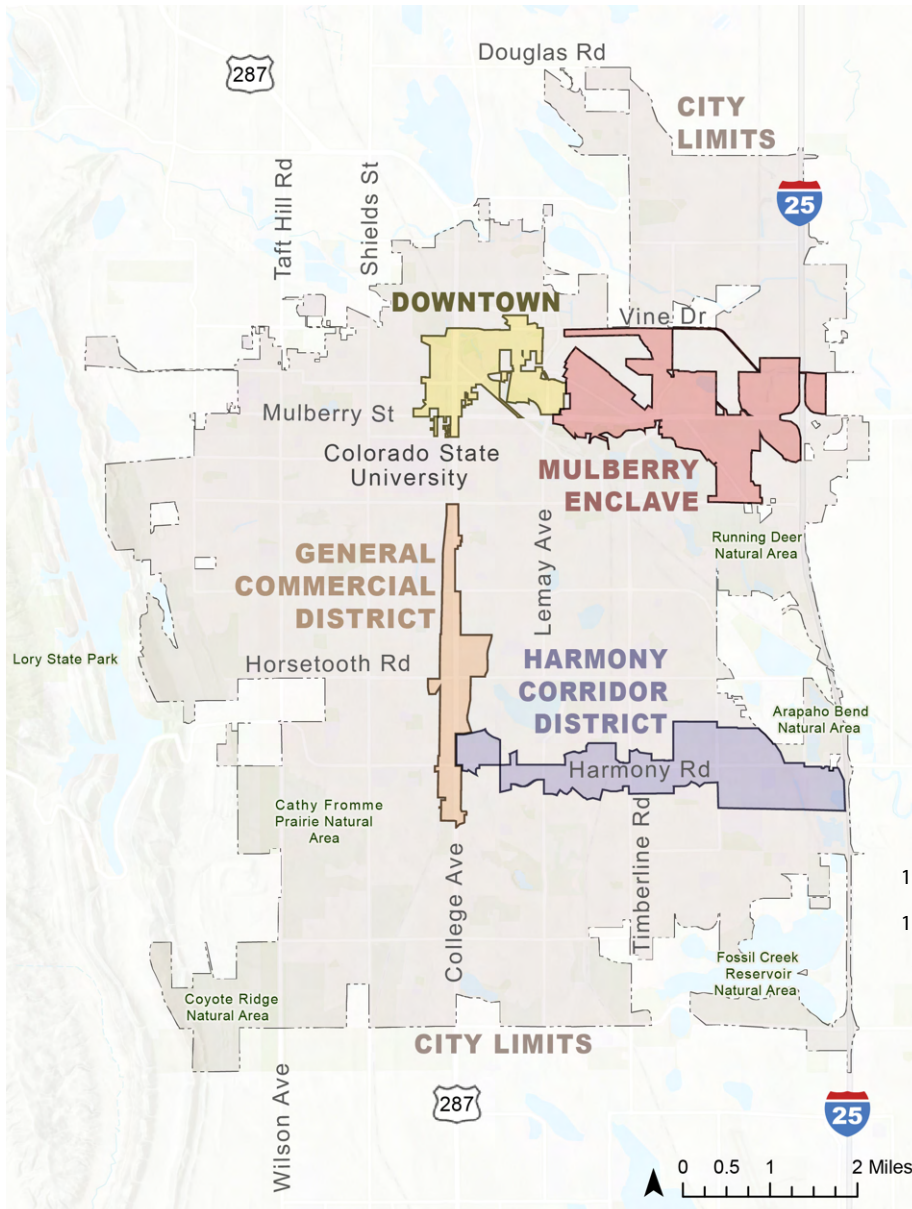 Douglas Rd
287
CITY
LIMITS
25
Taft Hill Rd
Shields St
DOWNTOWN
Vine Dr
Mulberry St
Colorado State
University
MULBERRY
ENCLAVE
Lemay Ave
Running Deer
Natural Area
GENERAL
COMMERCIAL
DISTRICT
Lory State Park
Horsetooth Rd
HARMONY
CORRIDOR
DISTRICT
Arapaho Bend
Natural Area
Harmony Rd
Cathy Fromme
Prairie Natural
Area
College Ave
Timberline Rd
1
1
Fossil Creek
Reservoir
Natural Area
Coyote Ridge
Natural Area
CITY LIMITS
Wilson Ave
287
25
0 0.5 1 2 Miles